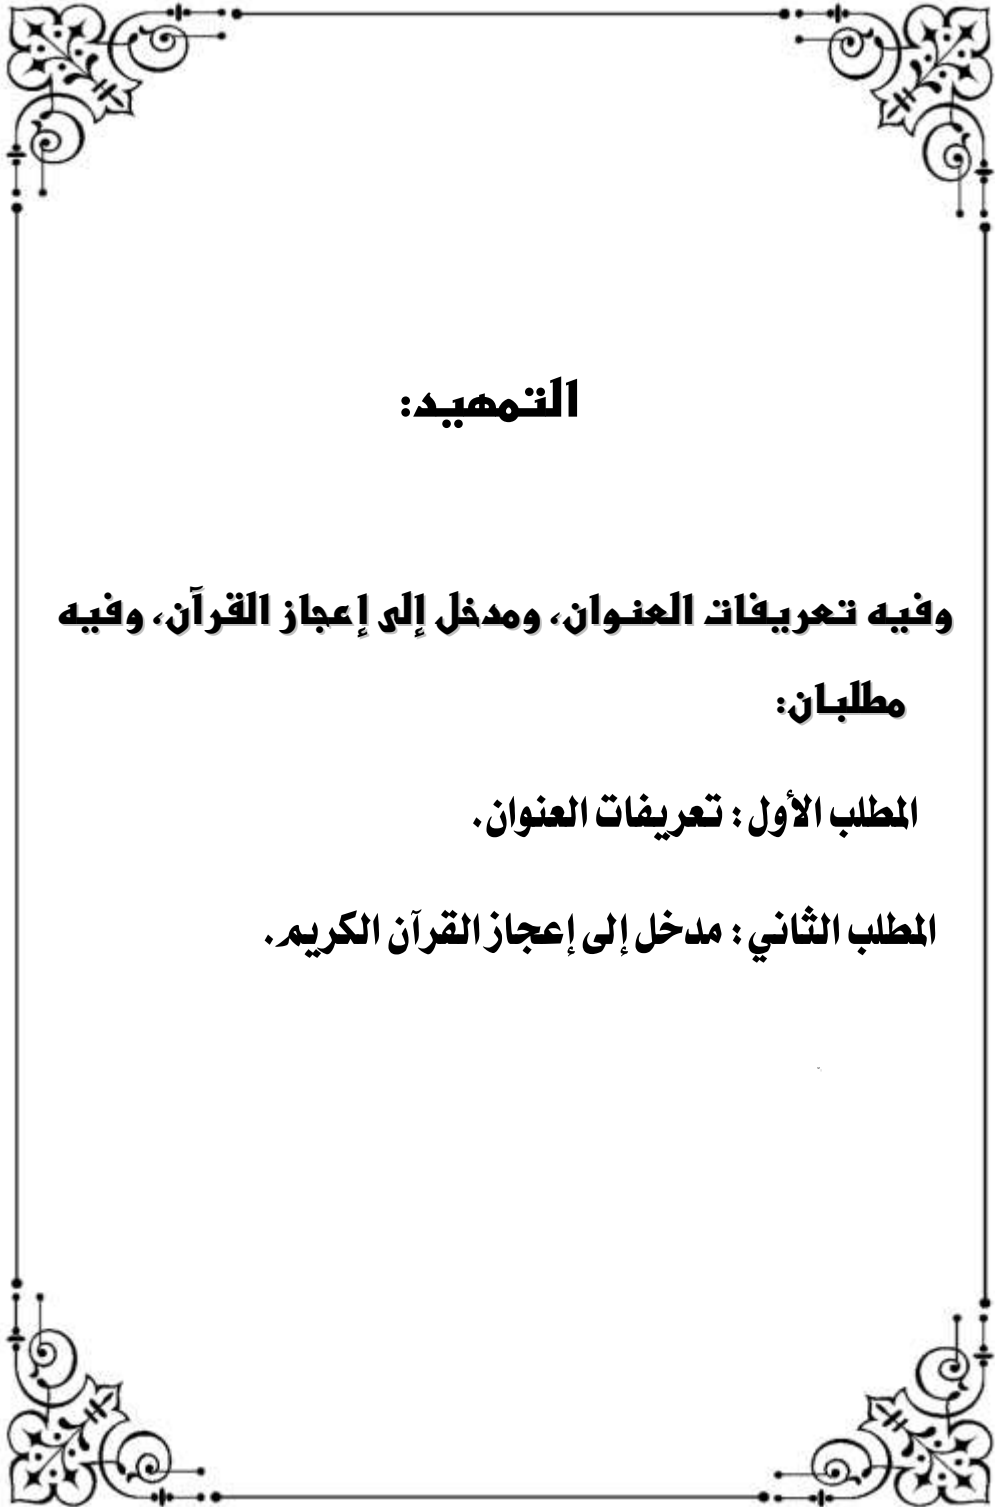 التمهيد:
وفيه تعريفات العنوان، ومدخل إلى إعجاز القرآن، وفيه
مطلبان:
المطلب الأول: تعريفات العنوان.
المطلب الثاني: مدخل إلى إعجاز القرآن الكريم.